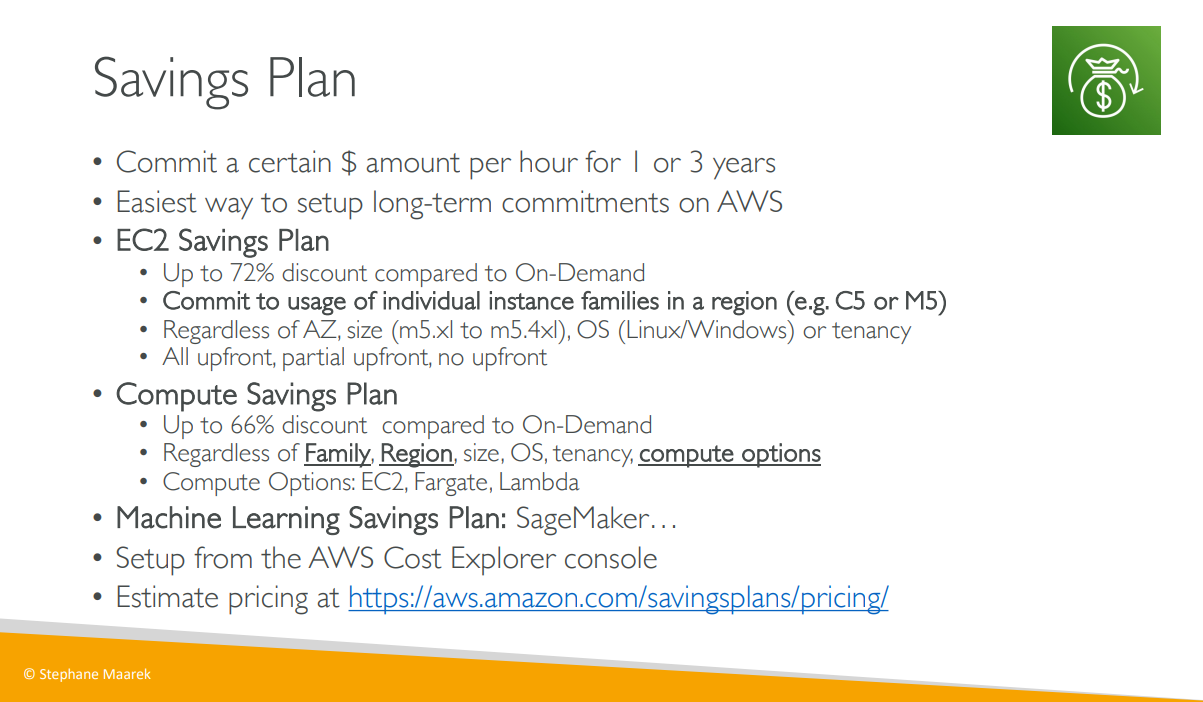 Savings Plan
• Commit a certain $ amount per hour for 1 or 3 years
• Easiest way to setup long-term commitments on AWS
• EC2 Savings Plan
• Up to 72% discount compared to On-Demand
• Commit to usage of individual instance families in a region (e.g. C5 or M5)
• Regardless of AZ, size (m5.xl to m5.4xl), OS (Linux/Windows) or tenancy
• All upfront, partial upfront, no upfront
• Compute Savings Plan
• Up to 66% discount compared to On-Demand
• Regardless of Family, Region, size, OS, tenancy, compute options
• Compute Options: EC2, Fargate, Lambda
• Machine Learning Savings Plan: SageMaker…
• Setup from the AWS Cost Explorer console
• Estimate pricing at https://aws.amazon.com/savingsplans/pricing/
© Stephane Maarek